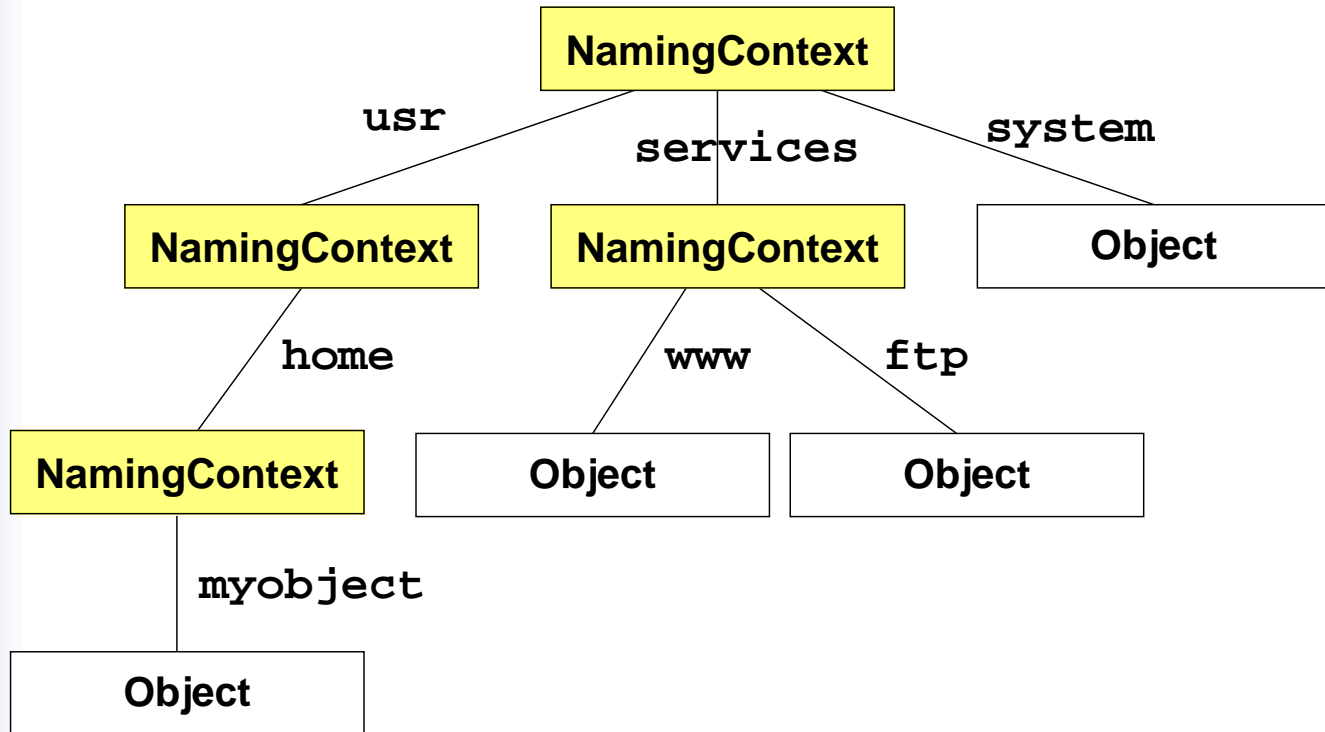 NamingContext
usr
services
system
NamingContext
NamingContext
Object
home
www
ftp
NamingContext
Object
Object
myobject
Object